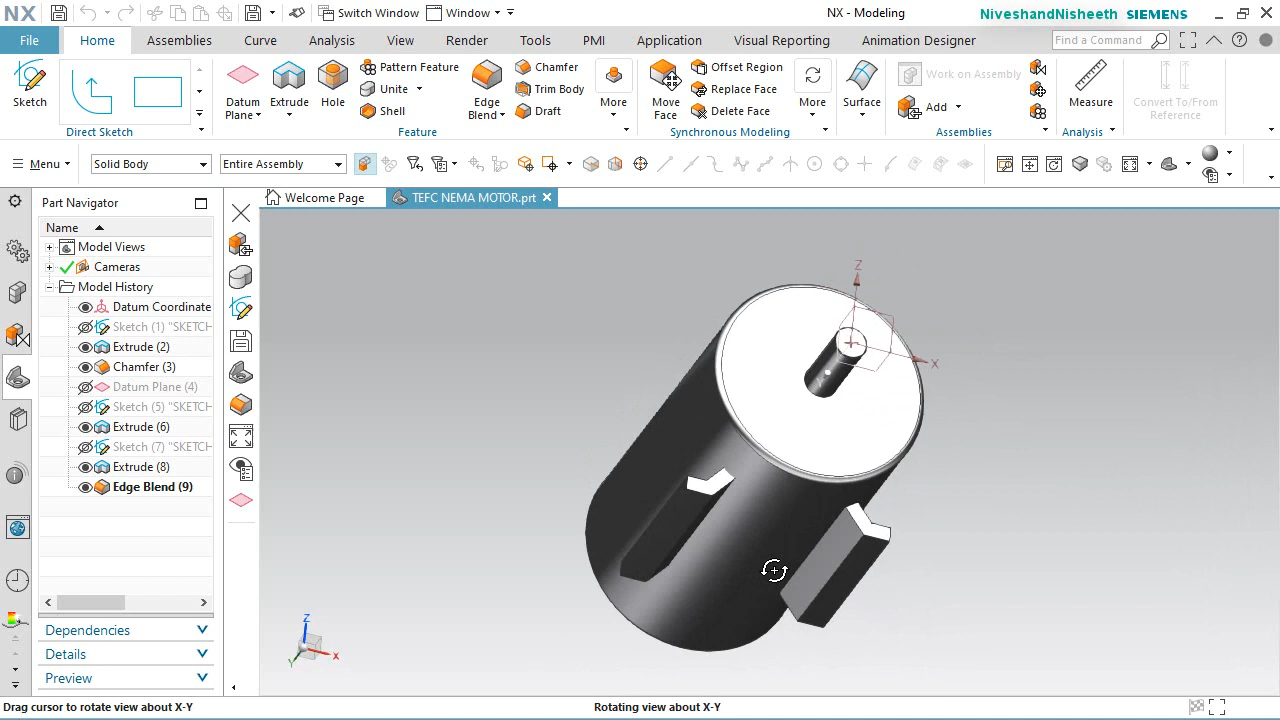 NX Switch Window Window NX - Modeling NiveshandNisheeth SIEMENS
File Home Assemblies Curve Analysis View Render Tools PMI Application Visual Reporting Animation Designer Find a Command
Sketch
Direct Sketch
Datum Plane
Extrude
Hole
Pattern Feature
Unite
Shell
Edge Blend
Chamfer
Trim Body
Draft
More
Feature
Move Face
Offset Region
Replace Face
Delete Face
More
Synchronous Modeling
Surface
Work on Assembly
Add
Assemblies
Measure
Analysis
Convert To/From Reference
Menu Solid Body Entire Assembly
Part Navigator
Welcome Page TEFC NEMA MOTOR.prt
Name
Model Views
Cameras
Model History
Datum Coordinate
Sketch (1) "SKETCH
Extrude (2)
Chamfer (3)
Datum Plane (4)
Sketch (5) "SKETCH
Extrude (6)
Sketch (7) "SKETCH
Extrude (8)
Edge Blend (9)
Dependencies
Details
Preview
Z
X
Z
Y
X
Drag cursor to rotate view about X-Y Rotating view about X-Y